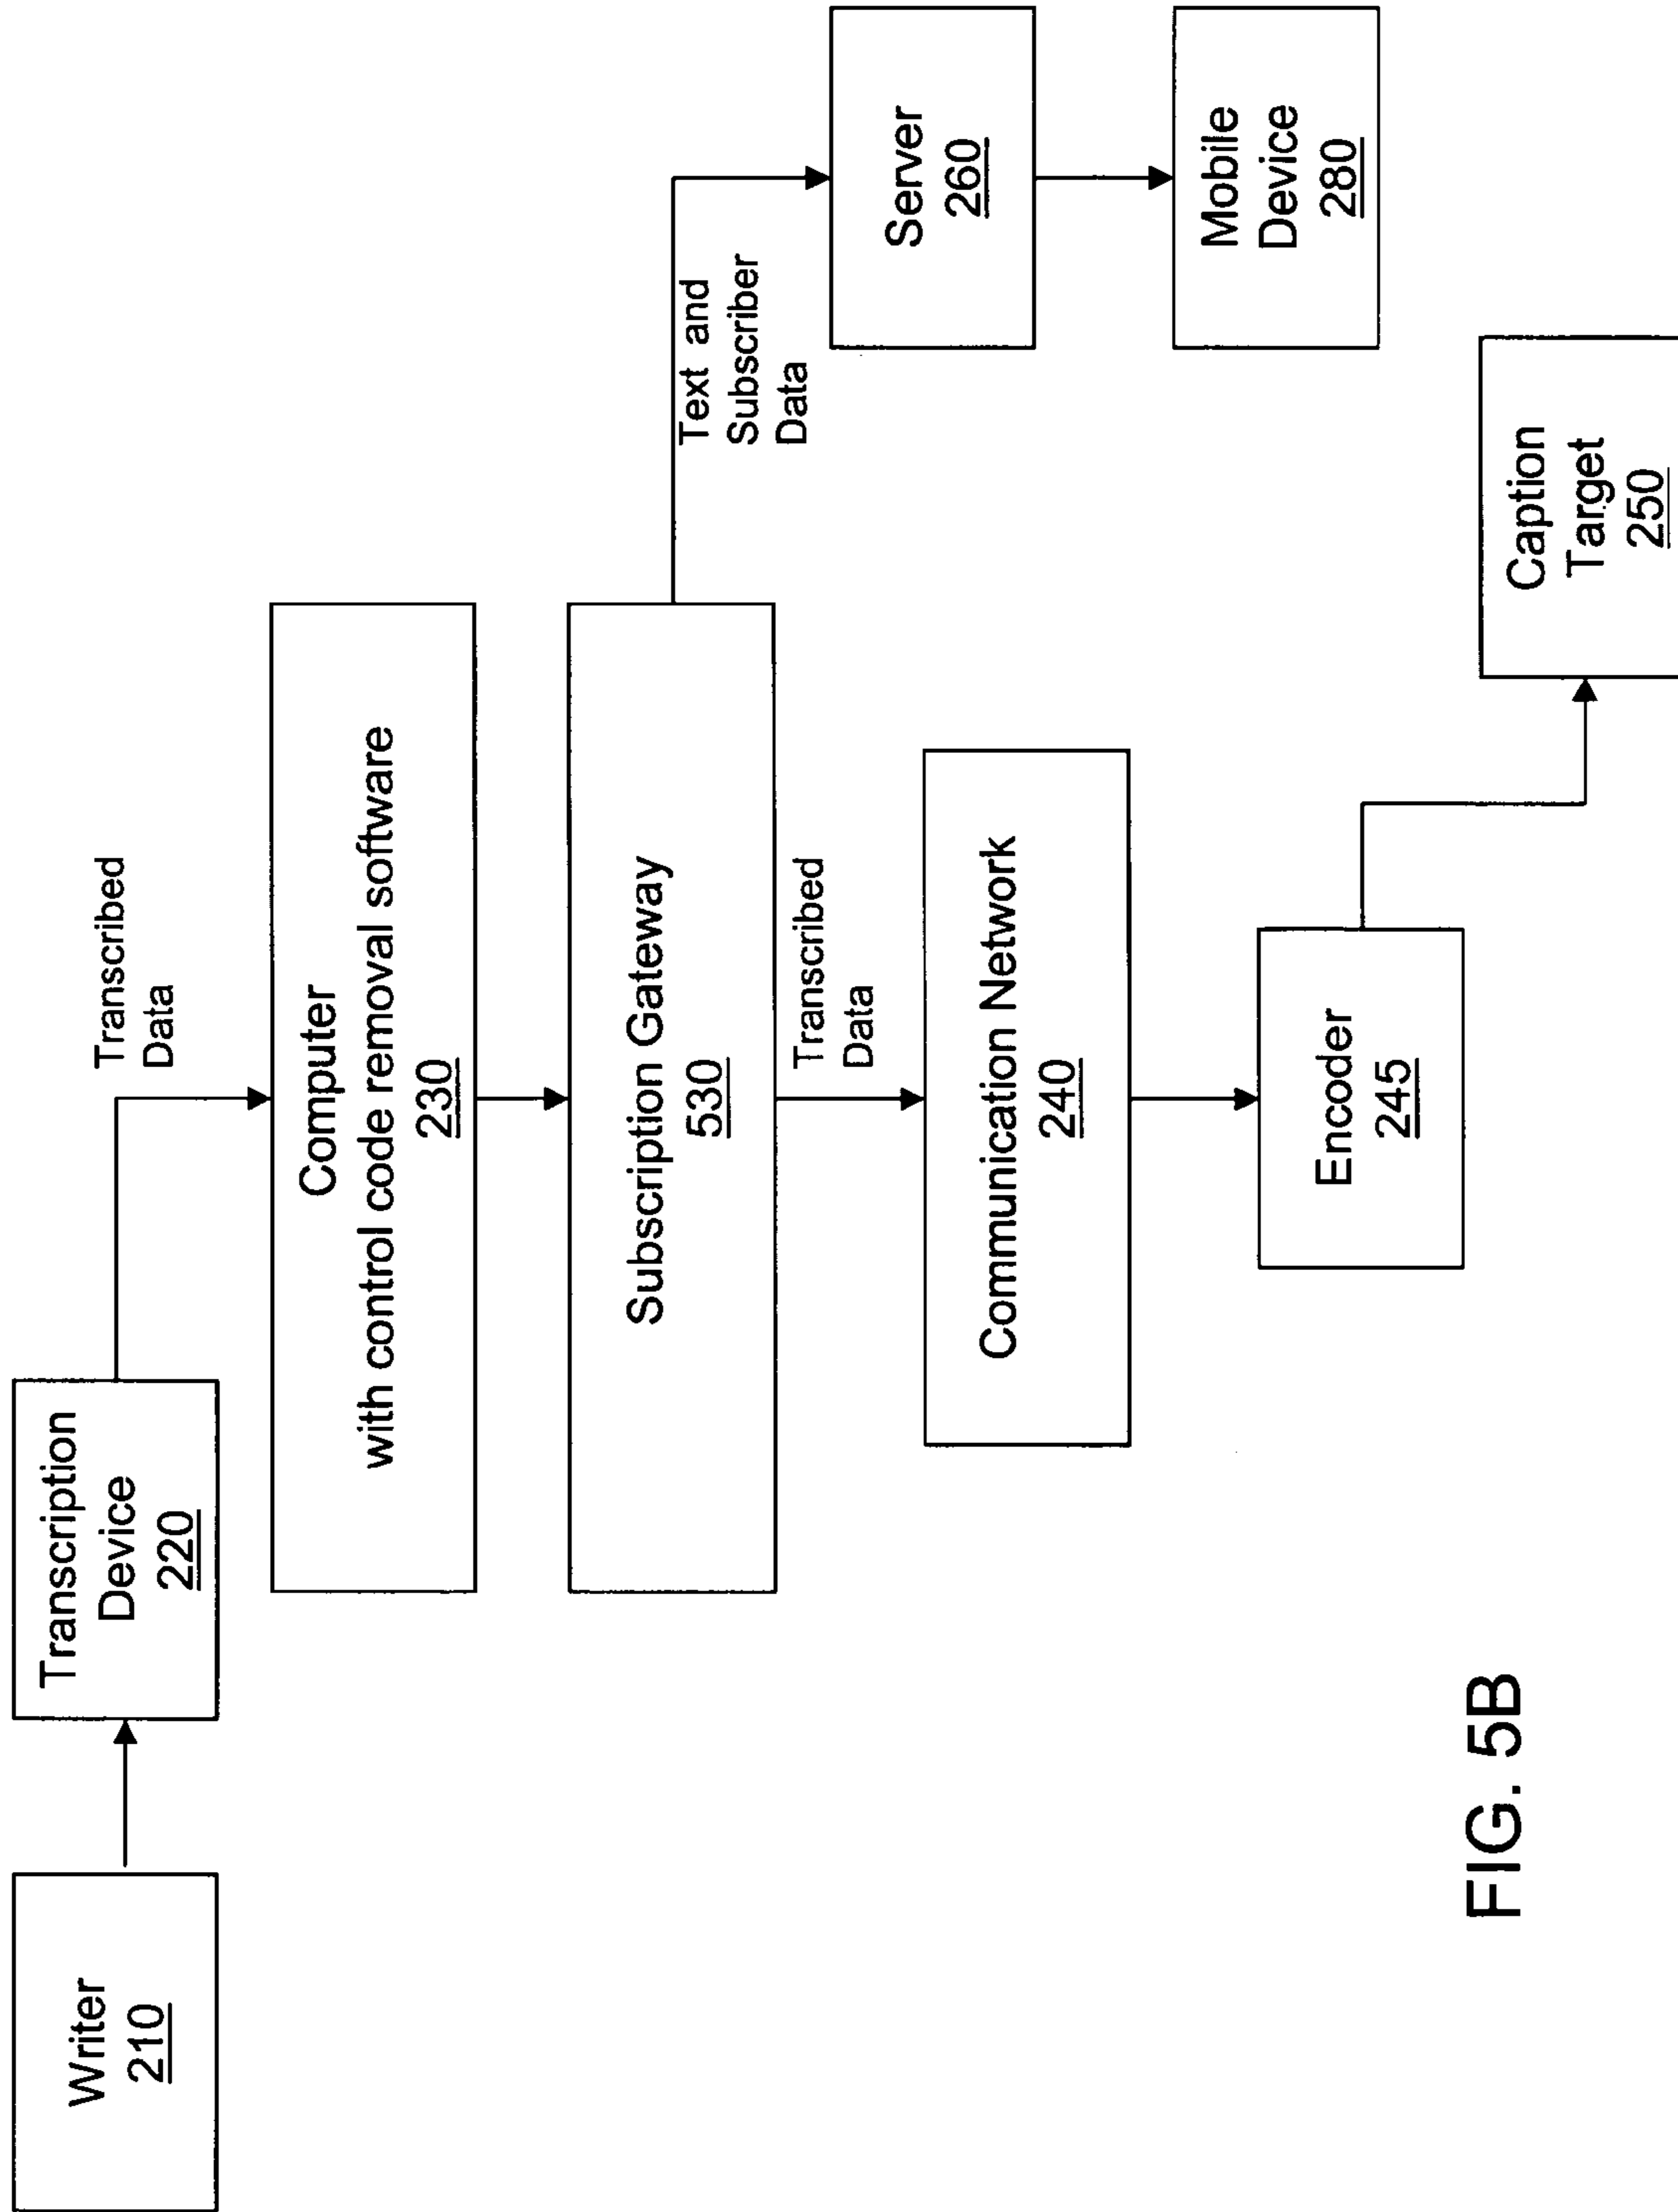 Writer
210
Transcription
Device
220
Transcribed
Data
Computer
with control code removal software
230
Subscription Gateway
530
Text and
Subscriber
Data
Server
260
Mobile
Device
280
Transcribed
Data
Communication Network
240
Encoder
245
Caption
Target
250
FIG. 5B